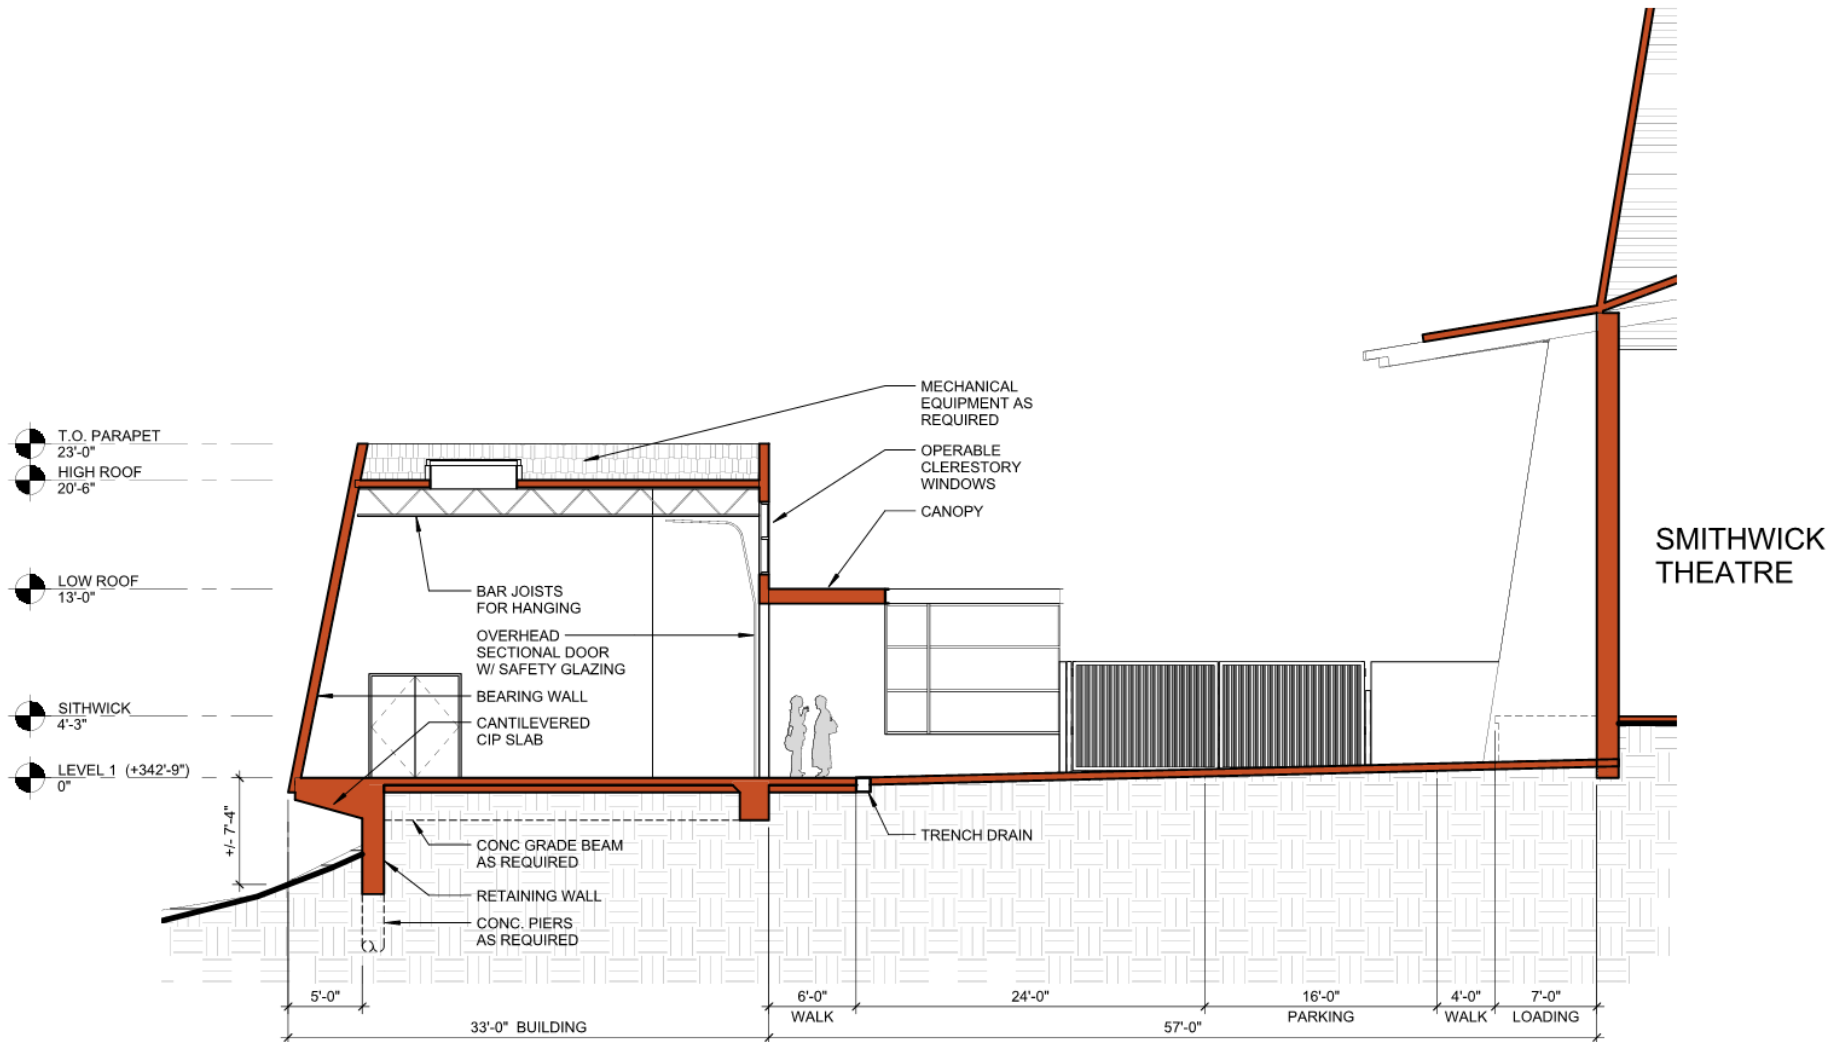 MECHANICAL
EQUIPMENT AS
REQUIRED
T.O. PARAPET
23'-0"
HIGH ROOF
20'-6"
OPERABLE
CLERESTORY
WINDOWS
CANOPY
SMITHWICK
THEATRE
LOW ROOF
13'-0"
BAR JOISTS
FOR HANGING
OVERHEAD
SECTIONAL DOOR
W/ SAFETY GLAZING
BEARING WALL
SITHWICK
4'-3"
CANTILEVERED
CIP SLAB
LEVEL 1 (+342'-9")
0"
+/- 7'-4"
TRENCH DRAIN
CONC GRADE BEAM
AS REQUIRED
RETAINING WALL
CONC. PIERS
AS REQUIRED
5'-0"
6'-0"
WALK
24'-0"
16'-0"
PARKING
4'-0"
WALK
7'-0"
LOADING
33'-0" BUILDING
57'-0"